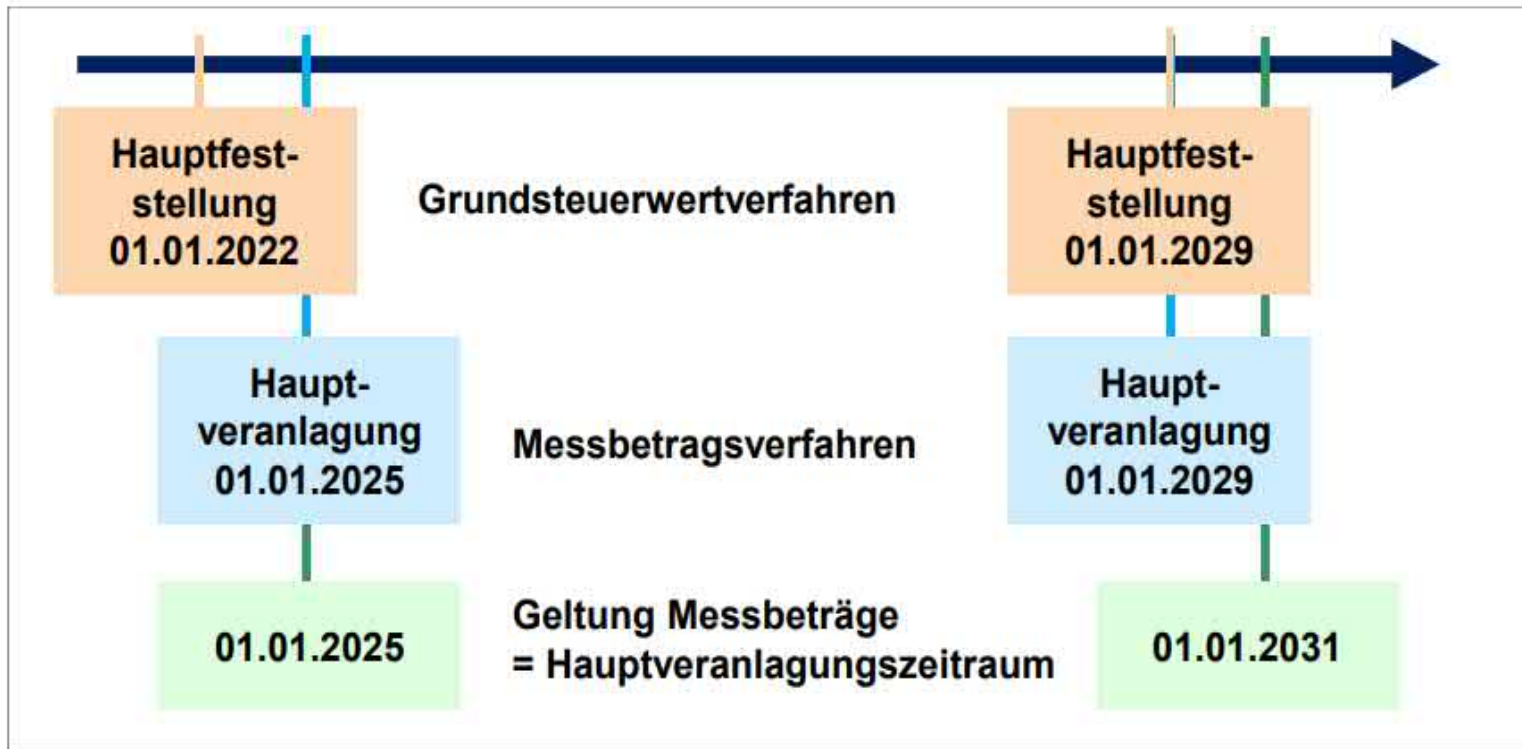 Hauptfest-
stellung
01.01.2022
Grundsteuerwertverfahren
Hauptfest-
stellung
01.01.2029
Haupt-
veranlagung
01.01.2025
Messbetragsverfahren
Haupt-
veranlagung
01.01.2029
01.01.2025
Geltung Messbeträge
= Hauptveranlagungszeitraum
01.01.2031